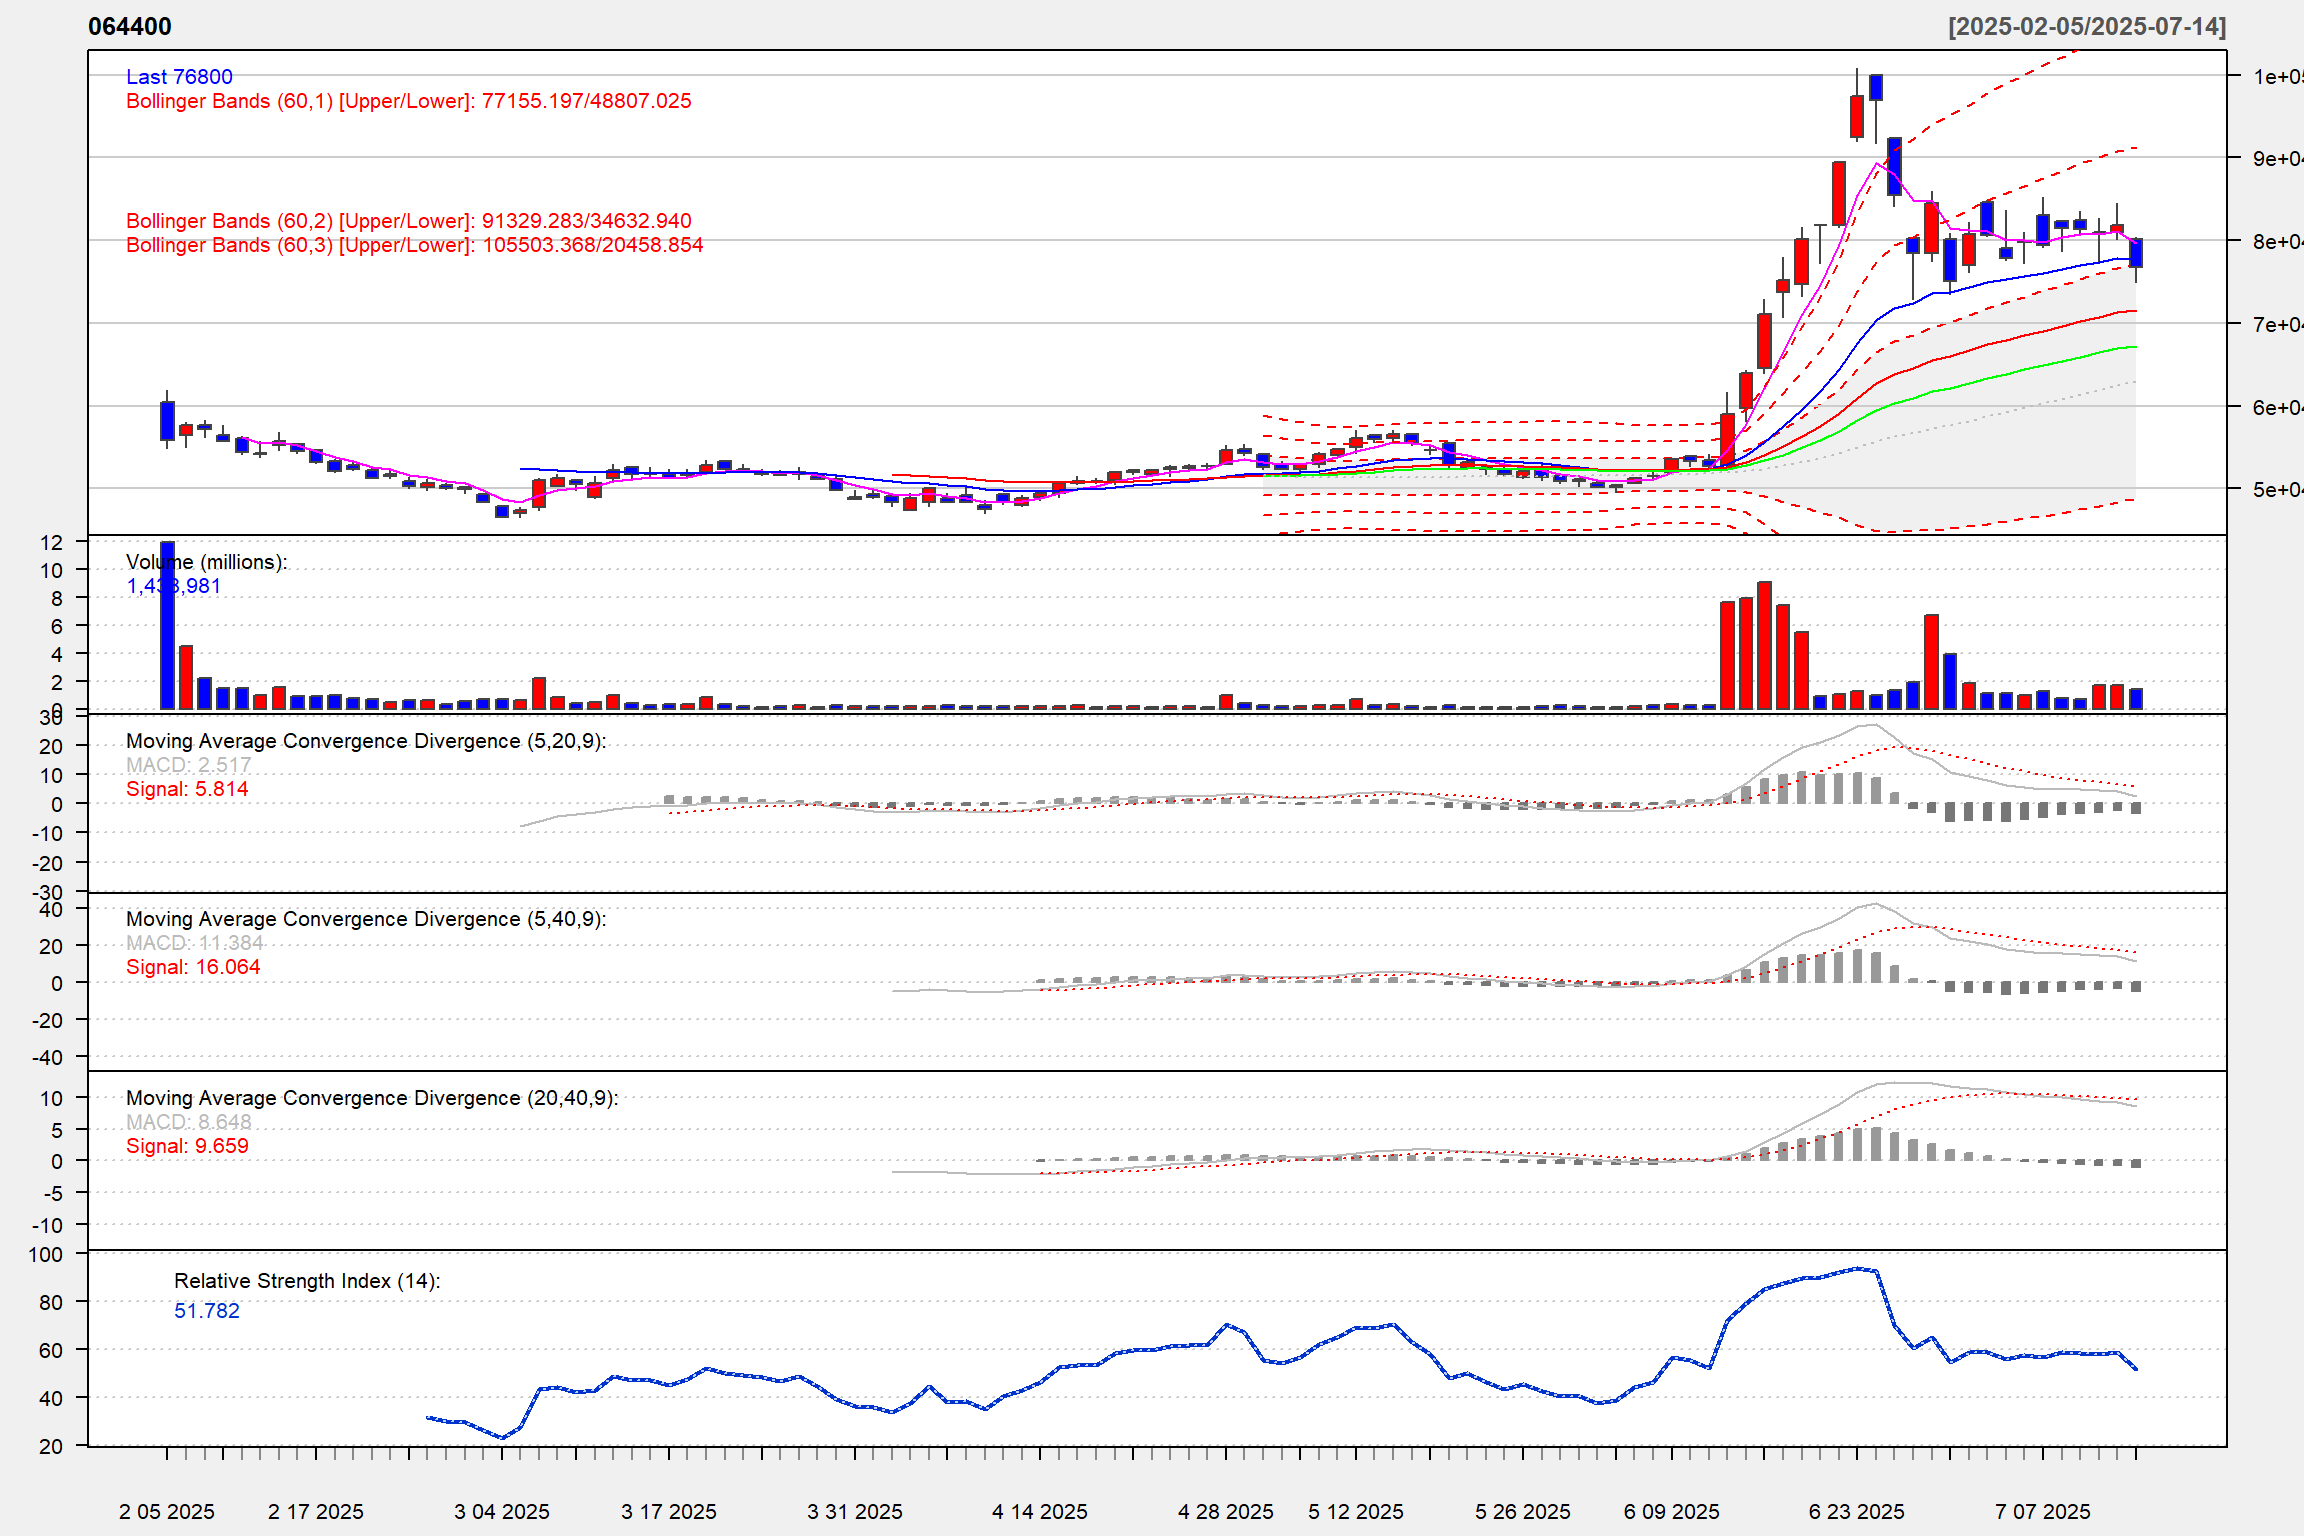 064400
[2025-02-05/2025-07-14]
Last 76800
Bollinger Bands (60,1) [Upper/Lower]: 77155.197/48807.025
Bollinger Bands (60,2) [Upper/Lower]: 91329.283/34632.940
Bollinger Bands (60,3) [Upper/Lower]: 105503.368/20458.854
1e+05
9e+04
8e+04
7e+04
6e+04
5e+04
12
10
8
6
4
2
0
Volume (millions):
30
20
10
0
-10
-20
-30
Moving Average Convergence Divergence (5,20,9):
MACD: 2.517
Signal: 5.814
40
20
0
-20
-40
Moving Average Convergence Divergence (5,40,9):
MACD: 11.384
Signal: 16.064
10
5
0
-5
-10
Moving Average Convergence Divergence (20,40,9):
MACD: 8.648
Signal: 9.659
100
80
60
40
20
Relative Strength Index (14):
51.782
2 05 2025
2 17 2025
3 04 2025
3 17 2025
3 31 2025
4 14 2025
4 28 2025
5 12 2025
5 26 2025
6 09 2025
6 23 2025
7 07 2025